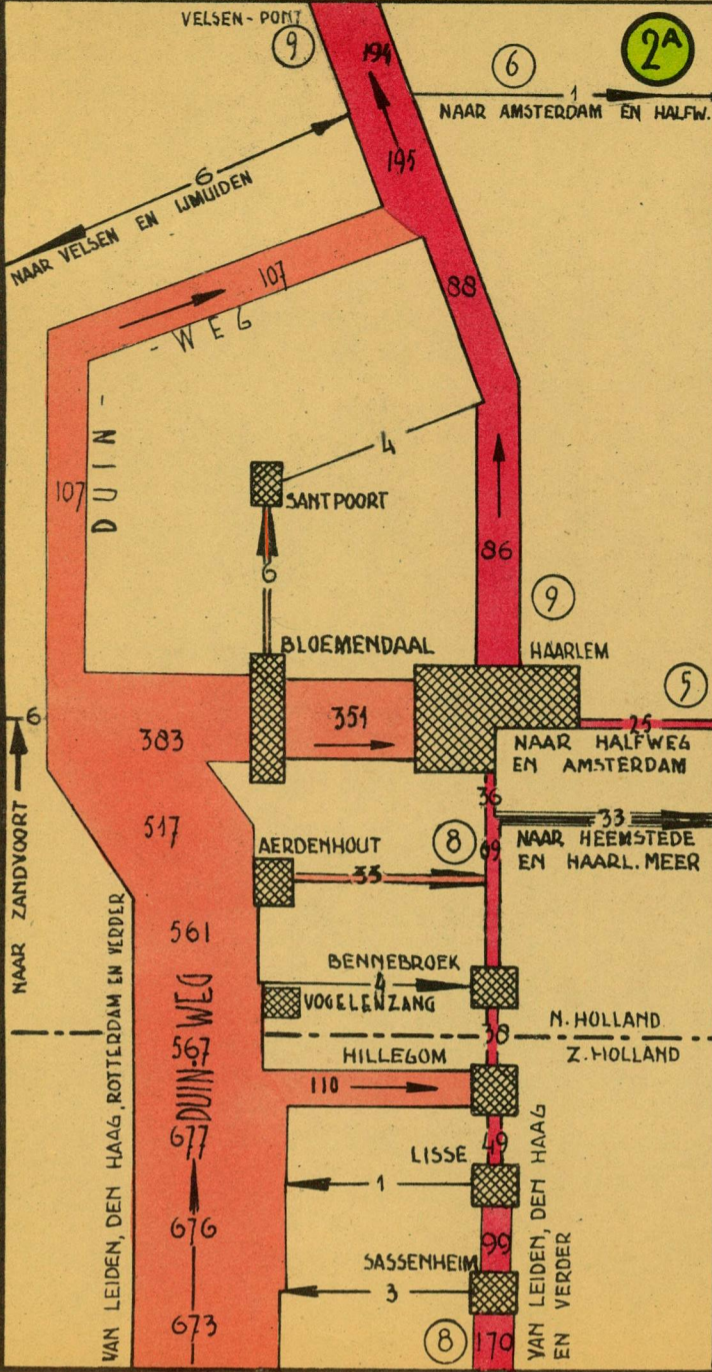 VELSEN-PONT
9
194
6
2A
1
NAAR AMSTERDAM EN HALFW.
195
6
NAAR VELSEN EN IJMUIDEN
107
88
- WEG
DUIN -
107
4
SANTPOORT
6
86
9
BLOEMENDAAL
HAARLEM
5
6
383
351
25
NAAR HALFWEG
EN AMSTERDAM
NAAR ZANDVOORT
36
517
33
AERDENHOUT
8
69
NAAR HEEMSTEDE
EN HAARL. MEER
33
561
BENNEBROEK
4
VOGELENZANG
DUIN-WEG
N. HOLLAND
38
Z. HOLLAND
567
HILLEGOM
110
677
49
LISSE
1
676
99
SASSENHEIM
3
673
8
170
VAN LEIDEN, DEN HAAG, ROTTERDAM EN VERDER
VAN LEIDEN, DEN HAAG
EN VERDER